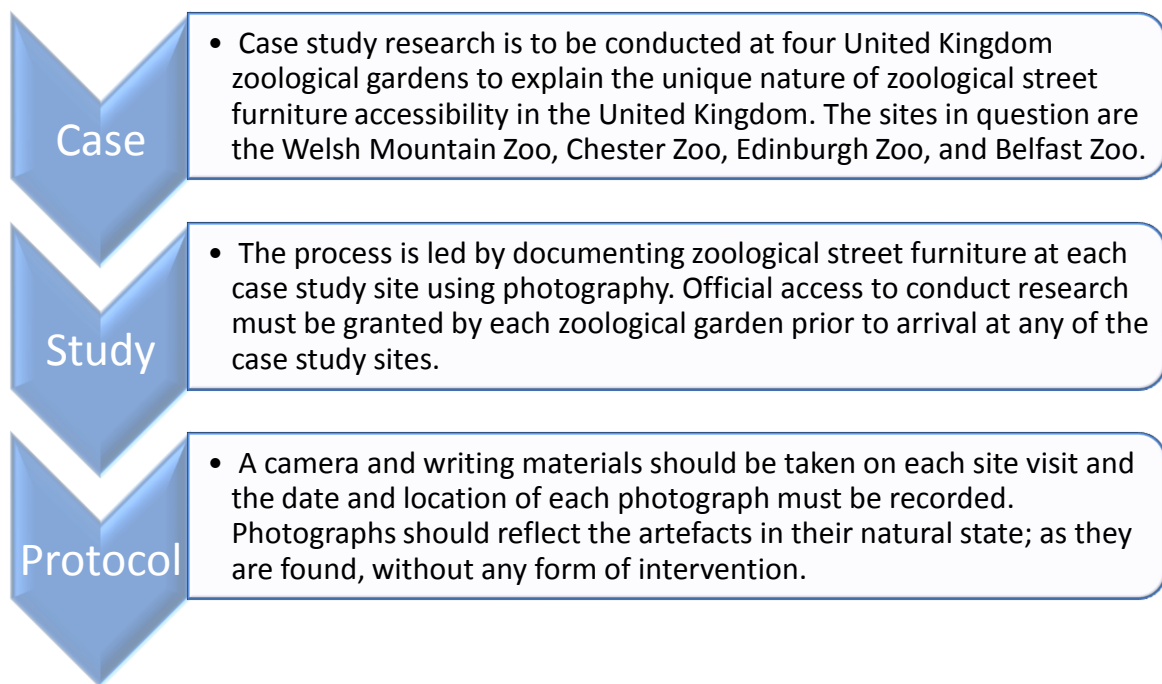 Case
• Case study research is to be conducted at four United Kingdom
zoological gardens to explain the unique nature of zoological street
furniture accessibility in the United Kingdom. The sites in question are
the Welsh Mountain Zoo, Chester Zoo, Edinburgh Zoo, and Belfast Zoo.
Study
• The process is led by documenting zoological street furniture at each
case study site using photography. Official access to conduct research
must be granted by each zoological garden prior to arrival at any of the
case study sites.
Protocol
• A camera and writing materials should be taken on each site visit and
the date and location of each photograph must be recorded.
Photographs should reflect the artefacts in their natural state; as they
are found, without any form of intervention.